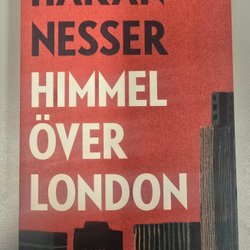 HÅKAN
NESSER
HIMMEL
ÖVER
LONDON